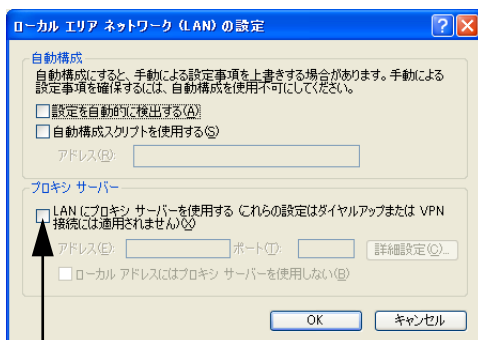 ローカル エリア ネットワーク (LAN) の設定
自動構成
自動構成にすると、手動による設定事項を上書きする場合があります。手動による
設定事項を確保するには、自動構成を使用不可にしてください。
設定を自動的に検出する(A)
自動構成スクリプトを使用する(S)
アドレス(R):
プロキシ サーバー
LAN にプロキシ サーバーを使用する (これらの設定はダイヤルアップまたは VPN
接続には適用されません)(X)
アドレス(E): ポート(T): 詳細設定(C)...
ローカル アドレスにはプロキシ サーバーを使用しない(B)
OK キャンセル